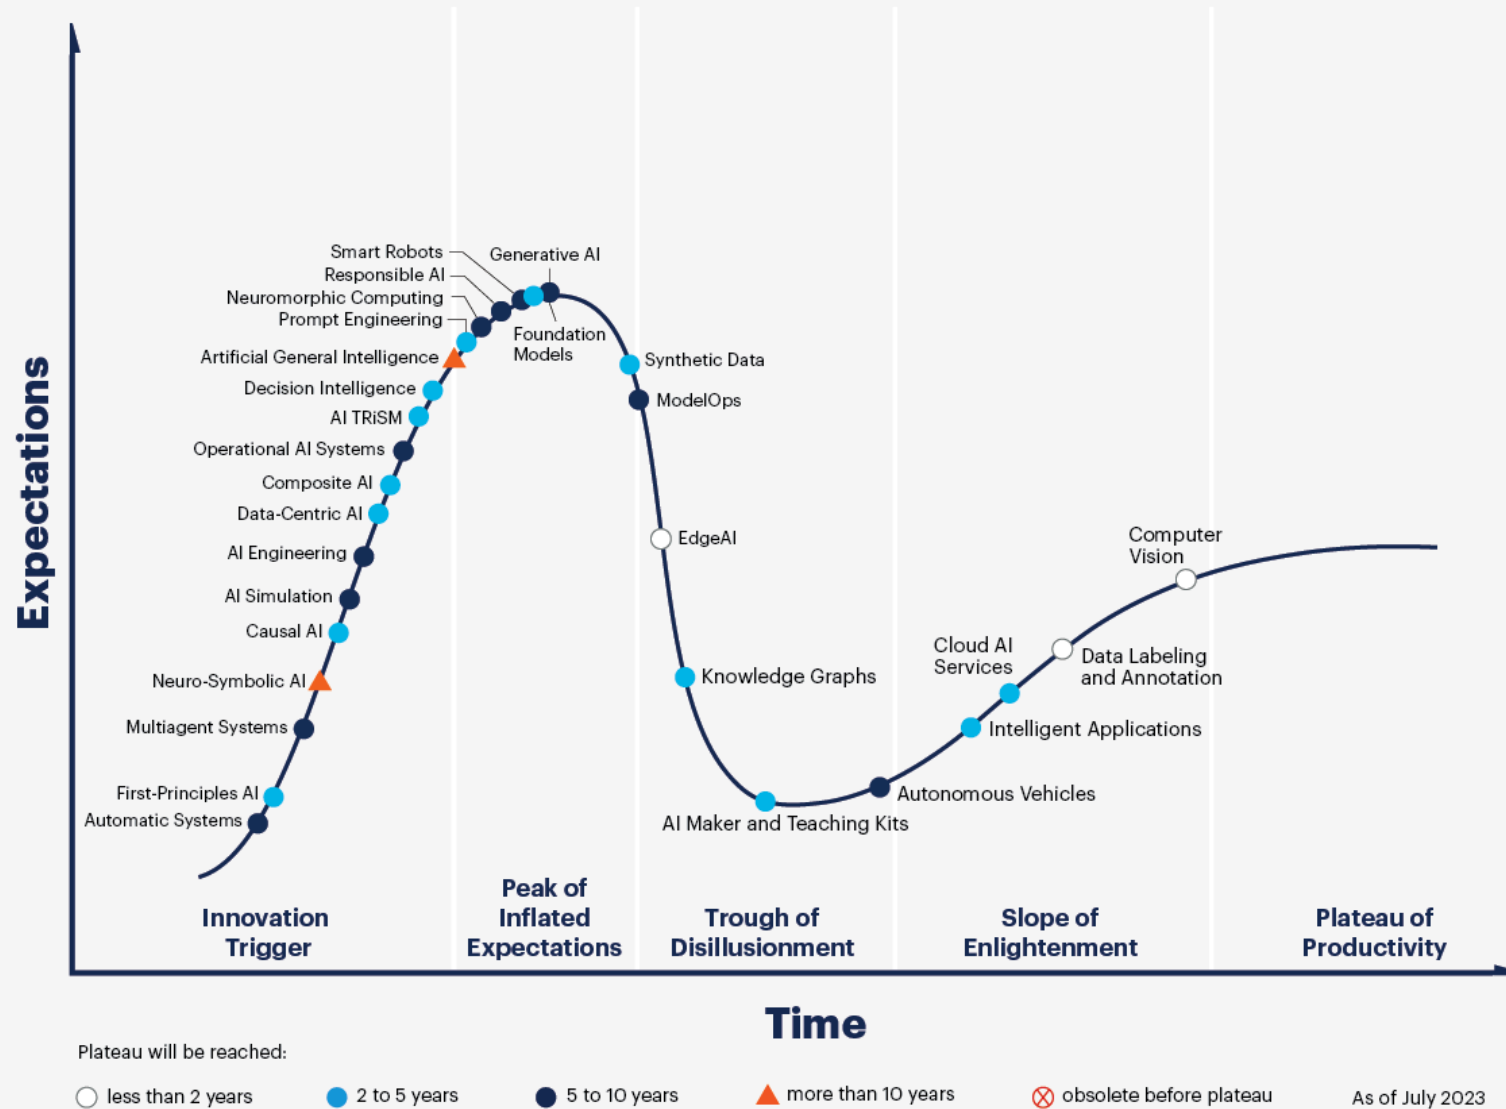 Expectations
Smart Robots
Generative AI
Responsible AI
Neuromorphic Computing
Prompt Engineering
Foundation
Models
Artificial General Intelligence
Synthetic Data
Decision Intelligence
ModelOps
AI TRiSM
Operational AI Systems
Composite AI
Data-Centric AI
EdgeAI
Computer
Vision
AI Engineering
AI Simulation
Causal AI
Cloud AI
Services
Data Labeling
and Annotation
Neuro-Symbolic AI
Knowledge Graphs
Multiagent Systems
Intelligent Applications
First-Principles AI
Autonomous Vehicles
Automatic Systems
AI Maker and Teaching Kits
Innovation
Trigger
Peak of
Inflated
Expectations
Trough of
Disillusionment
Slope of
Enlightenment
Plateau of
Productivity
Time
Plateau will be reached:
less than 2 years
2 to 5 years
5 to 10 years
more than 10 years
obsolete before plateau
As of July 2023